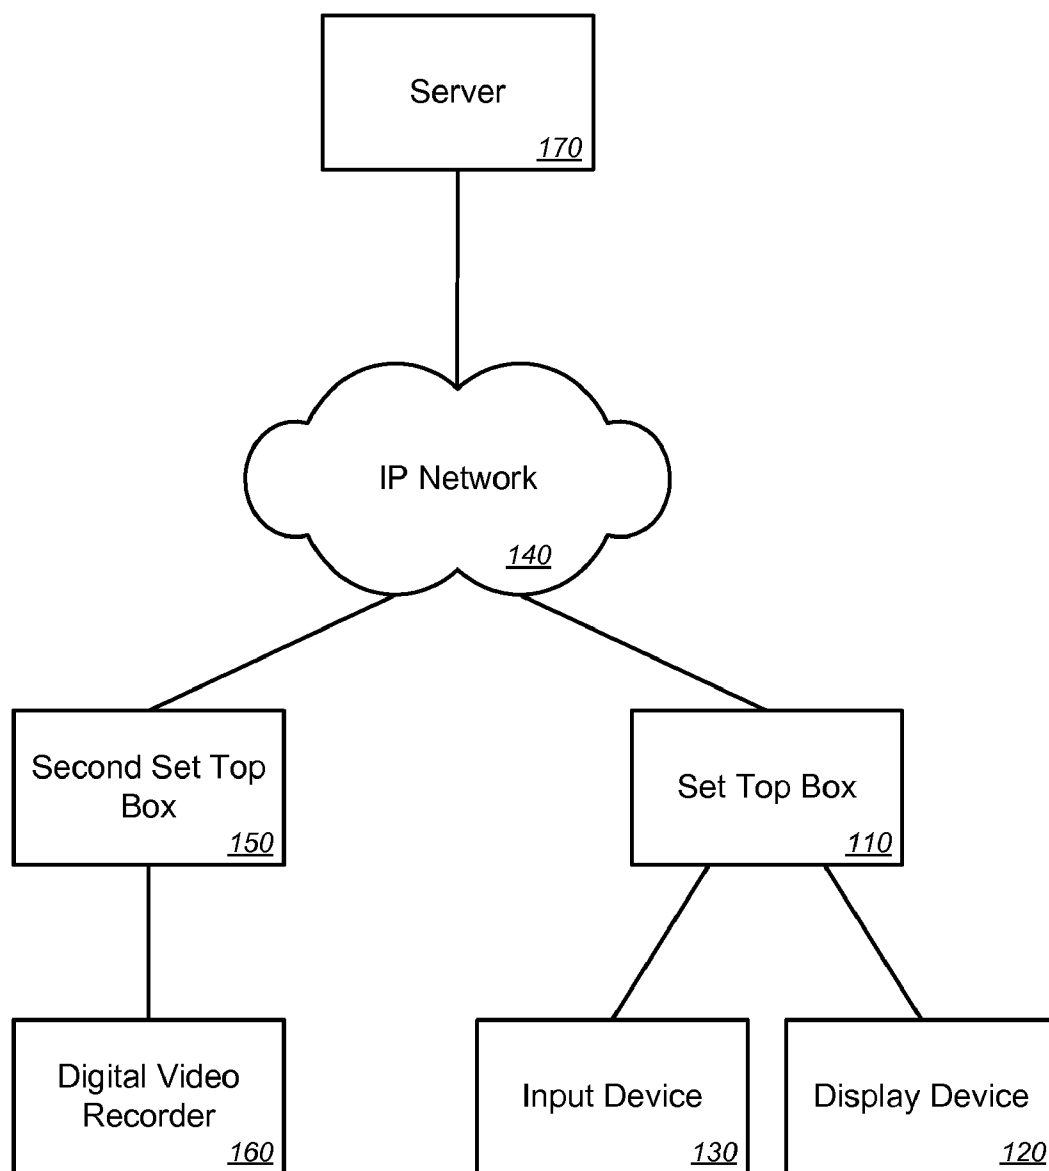 Server
170
IP Network
140
Second Set Top
Box
150
Set Top Box
110
Digital Video
Recorder
160
Input Device
130
Display Device
120